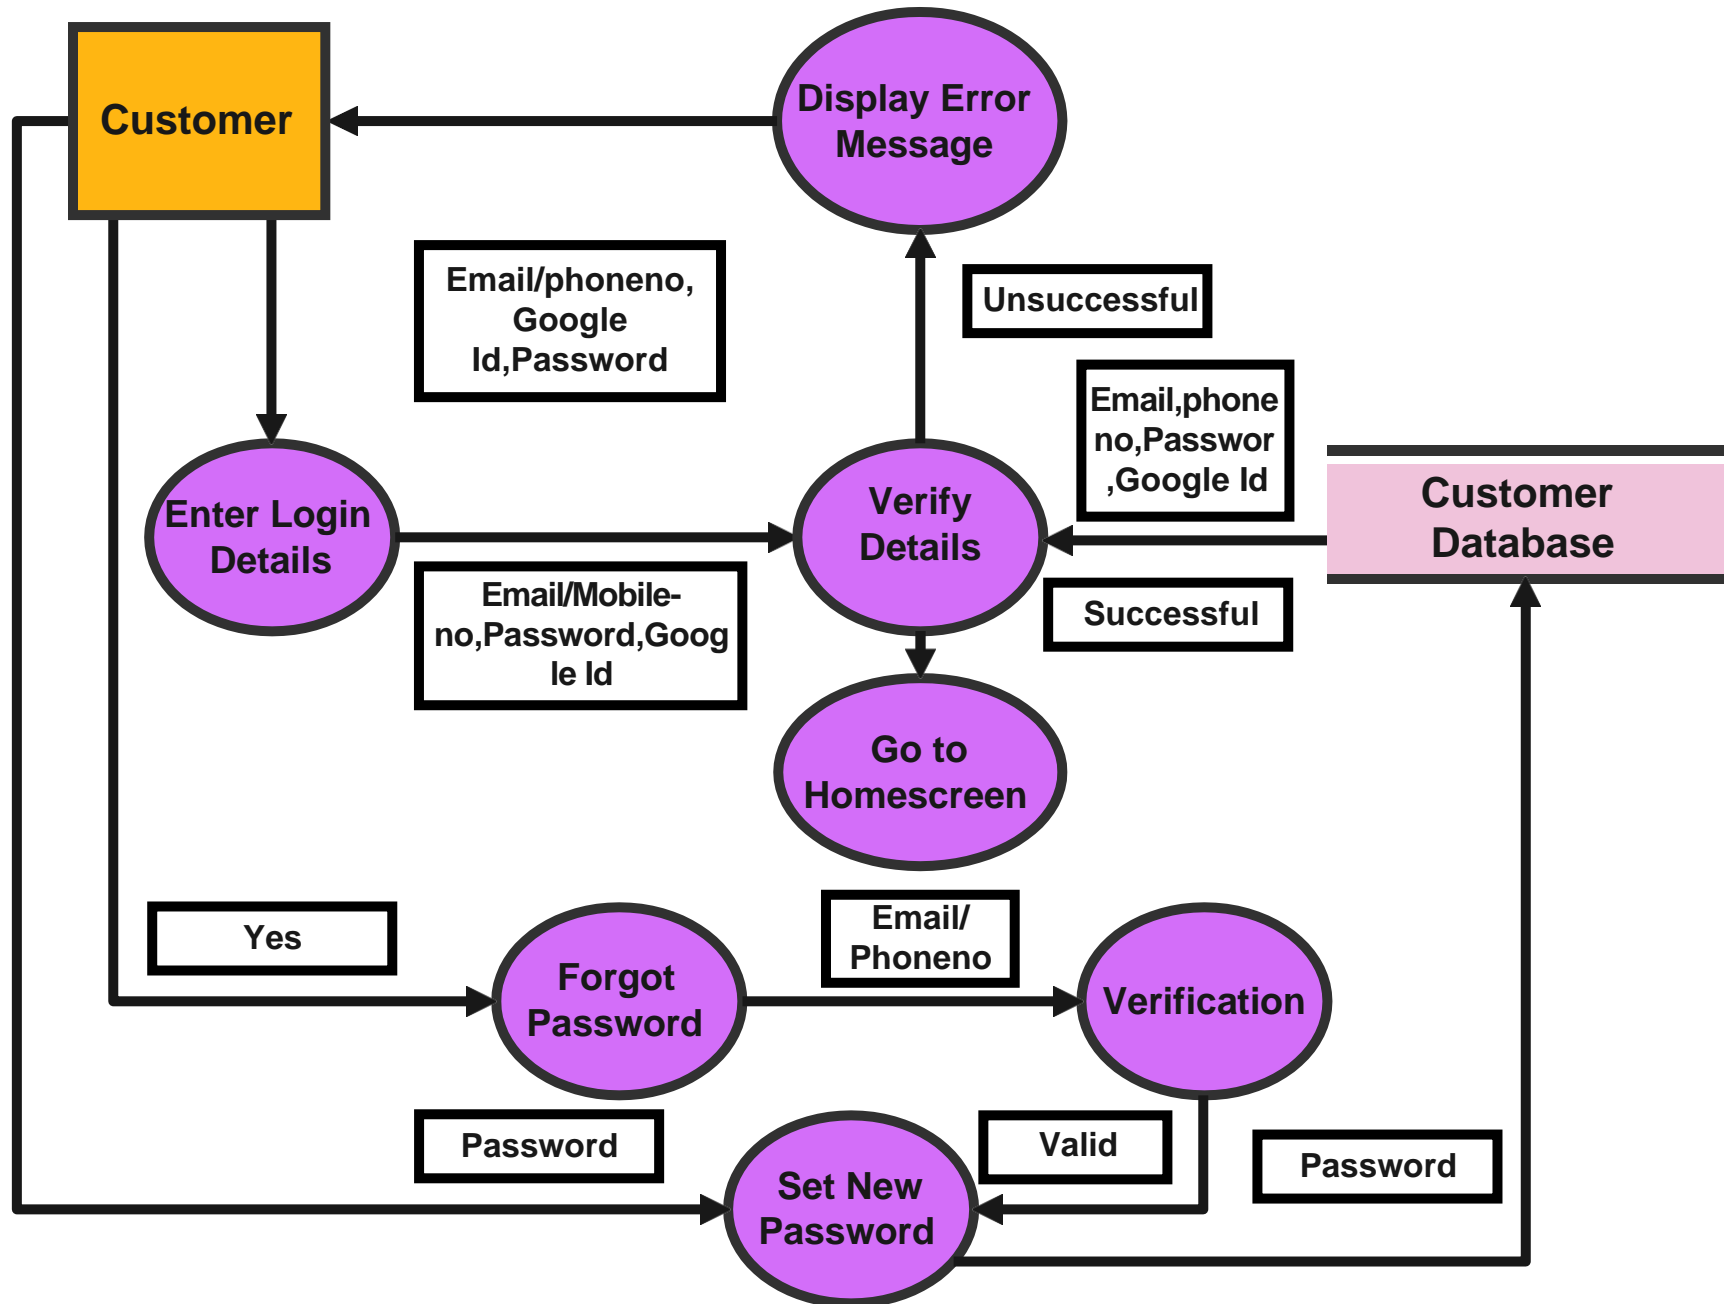 Customer
Display Error
Message
Email/phoneno,
Google
Id,Password
Unsuccessful
Email,phone
no,Passwor
,Google Id
Enter Login
Details
Verify
Details
Customer
Database
Email/Mobile-
no,Password,Goog
le Id
Successful
Go to
Homescreen
Yes
Email/
Phoneno
Forgot
Password
Verification
Password
Valid
Password
Set New
Password